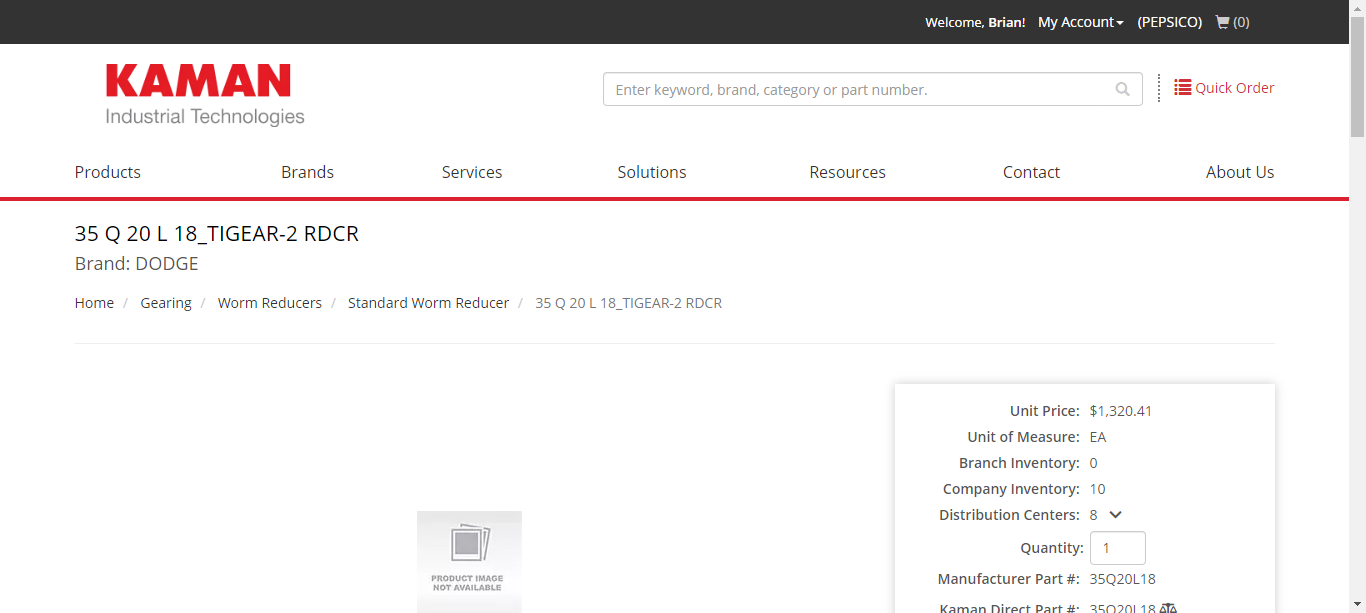 Welcome, Brian! My Account (PEPSICO) (0)
KAMAN
Industrial Technologies
Enter keyword, brand, category or part number.
Quick Order
Products Brands Services Solutions Resources Contact About Us
35 Q 20 L 18_TIGEAR-2 RDCR
Brand: DODGE
Home / Gearing / Worm Reducers / Standard Worm Reducer / 35 Q 20 L 18_TIGEAR-2 RDCR
Unit Price: $1,320.41
Unit of Measure: EA
Branch Inventory: 0
Company Inventory: 10
Distribution Centers: 8
Quantity: 1
Manufacturer Part #: 35Q20L18
Kaman Direct Part #: 35Q20L18
PRODUCT IMAGE
NOT AVAILABLE